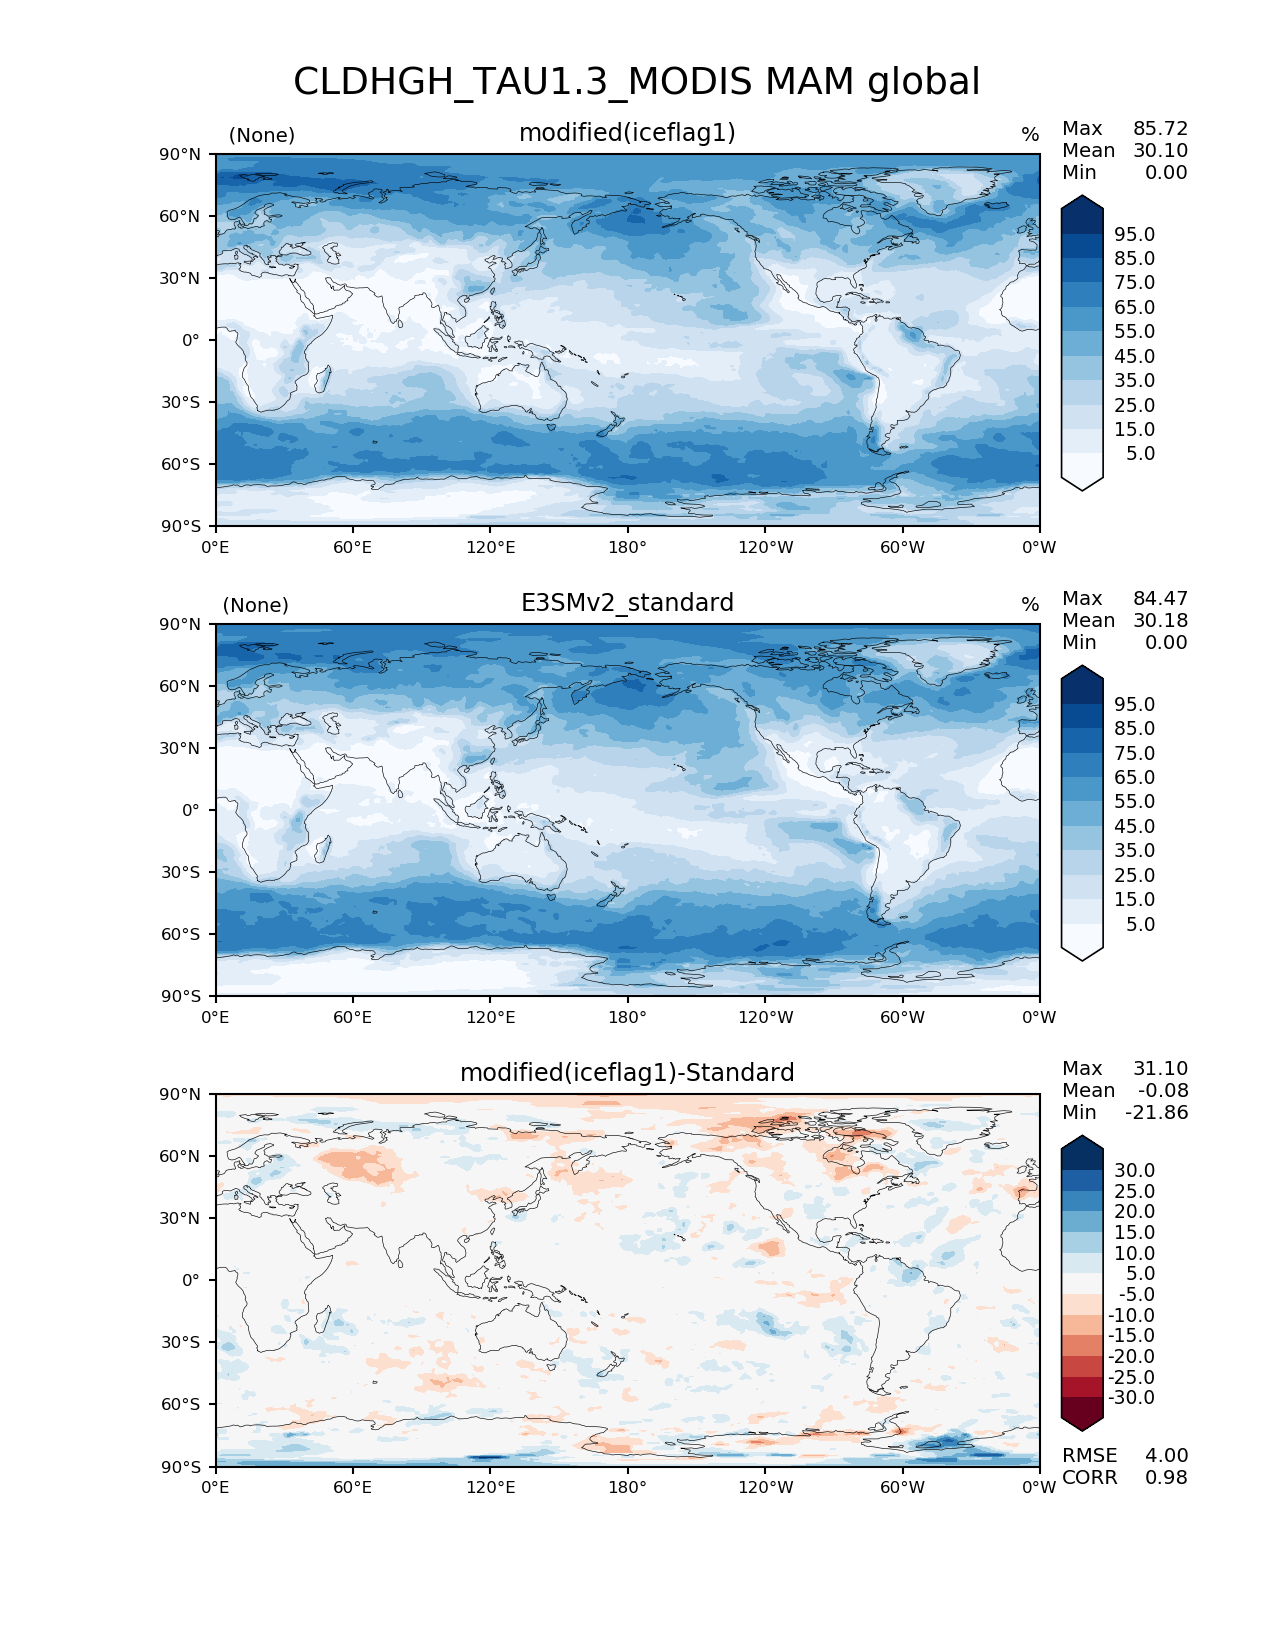 CLDHGH_TAU1.3_MODIS MAM global
(None) modified(iceflag1) %
Max 85.72
Mean 30.10
Min 0.00
90°N
60°N
30°N
0°
30°S
60°S
90°S
0°E 60°E 120°E 180° 120°W 60°W 0°W
95.0
85.0
75.0
65.0
55.0
45.0
35.0
25.0
15.0
5.0
(None) E3SMv2_standard %
Max 84.47
Mean 30.18
Min 0.00
90°N
60°N
30°N
0°
30°S
60°S
90°S
0°E 60°E 120°E 180° 120°W 60°W 0°W
95.0
85.0
75.0
65.0
55.0
45.0
35.0
25.0
15.0
5.0
modified(iceflag1)-Standard
Max 31.10
Mean -0.08
Min -21.86
90°N
60°N
30°N
0°
30°S
60°S
90°S
0°E 60°E 120°E 180° 120°W 60°W 0°W
30.0
25.0
20.0
15.0
10.0
5.0
-5.0
-10.0
-15.0
-20.0
-25.0
-30.0
RMSE 4.00
CORR 0.98